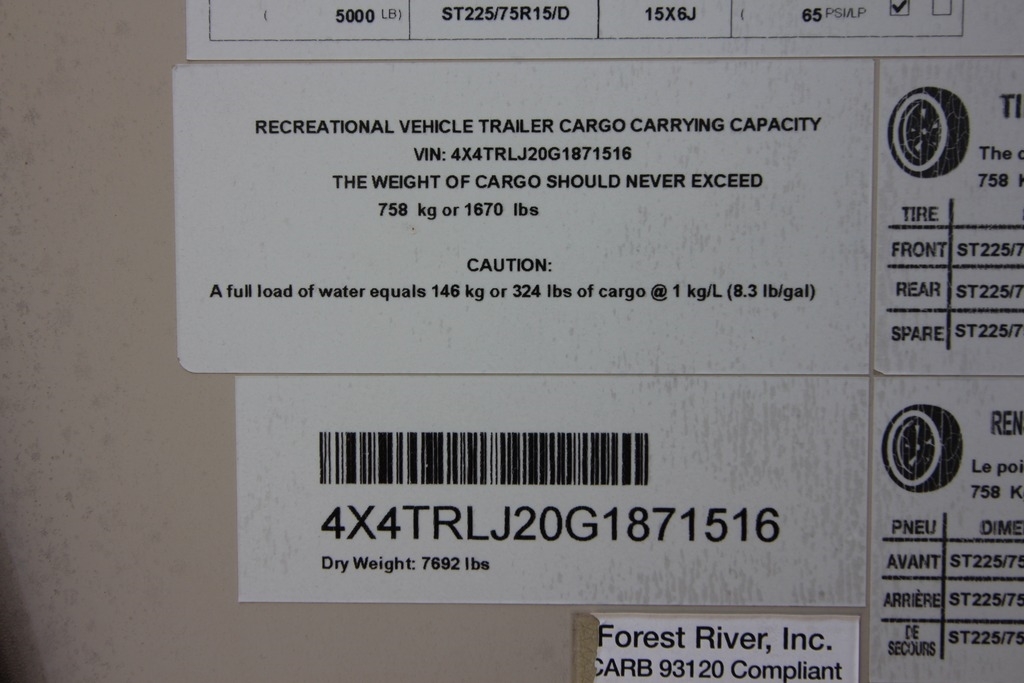 ( 5000 LB) ST225/75R15/D 15X6J ( 65 PSI/LP
RECREATIONAL VEHICLE TRAILER CARGO CARRYING CAPACITY
VIN: 4X4TRLJ20G1871516
THE WEIGHT OF CARGO SHOULD NEVER EXCEED
758 kg or 1670 lbs
CAUTION:
A full load of water equals 146 kg or 324 lbs of cargo @ 1 kg/L (8.3 lb/gal)
4X4TRLJ20G1871516
Dry Weight: 7692 lbs
Forest River, Inc.
CARB 93120 Compliant
TI
The c
758 K
TIRE
FRONT ST225/7
REAR ST225/7
SPARE ST225/7
REN
Le poi
758 K
PNEU DIME
AVANT ST225/75
ARRIÈRE ST225/75
DE
SECOURS ST225/75